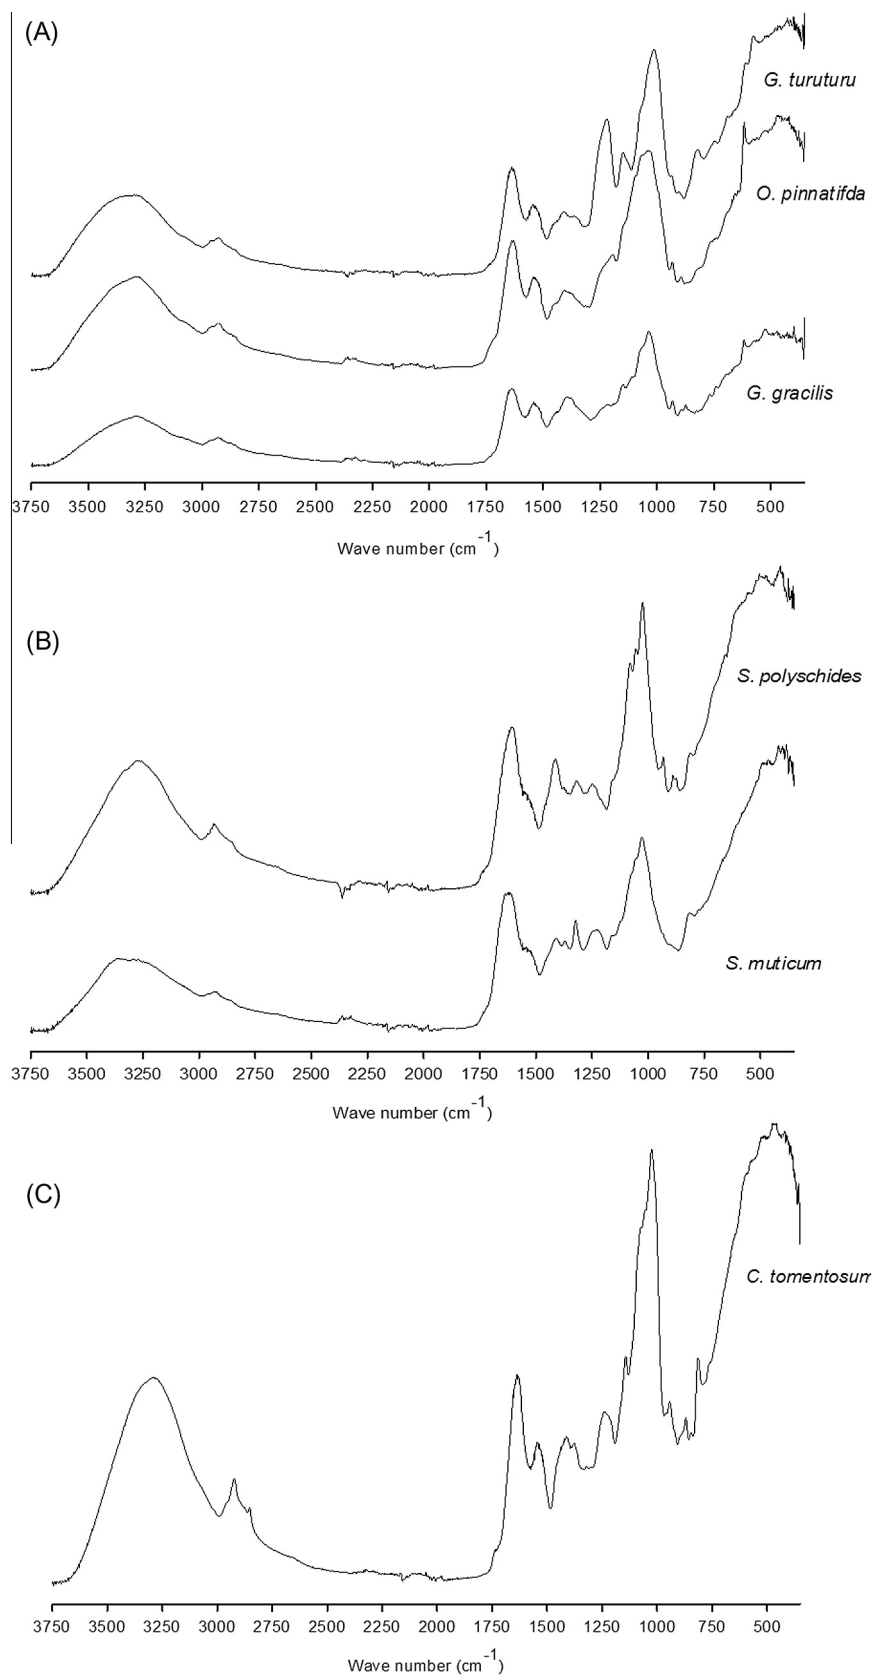 (A)
G. turuturu
O. pinnatifda
G. gracilis
3750 3500 3250 3000 2750 2500 2250 2000 1750 1500 1250 1000 750 500
Wave number (cm-1)
(B)
S. polyschides
S. muticum
3750 3500 3250 3000 2750 2500 2250 2000 1750 1500 1250 1000 750 500
Wave number (cm-1)
(C)
C. tomentosum
3750 3500 3250 3000 2750 2500 2250 2000 1750 1500 1250 1000 750 500
Wave number (cm-1)